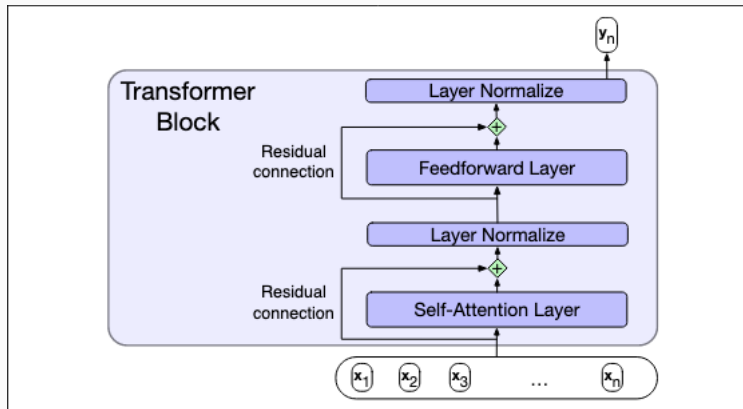 yn
Transformer
Block
Layer Normalize
+
Residual
connection
Feedforward Layer
Layer Normalize
+
Residual
connection
Self-Attention Layer
x1 x2 x3 ... xn